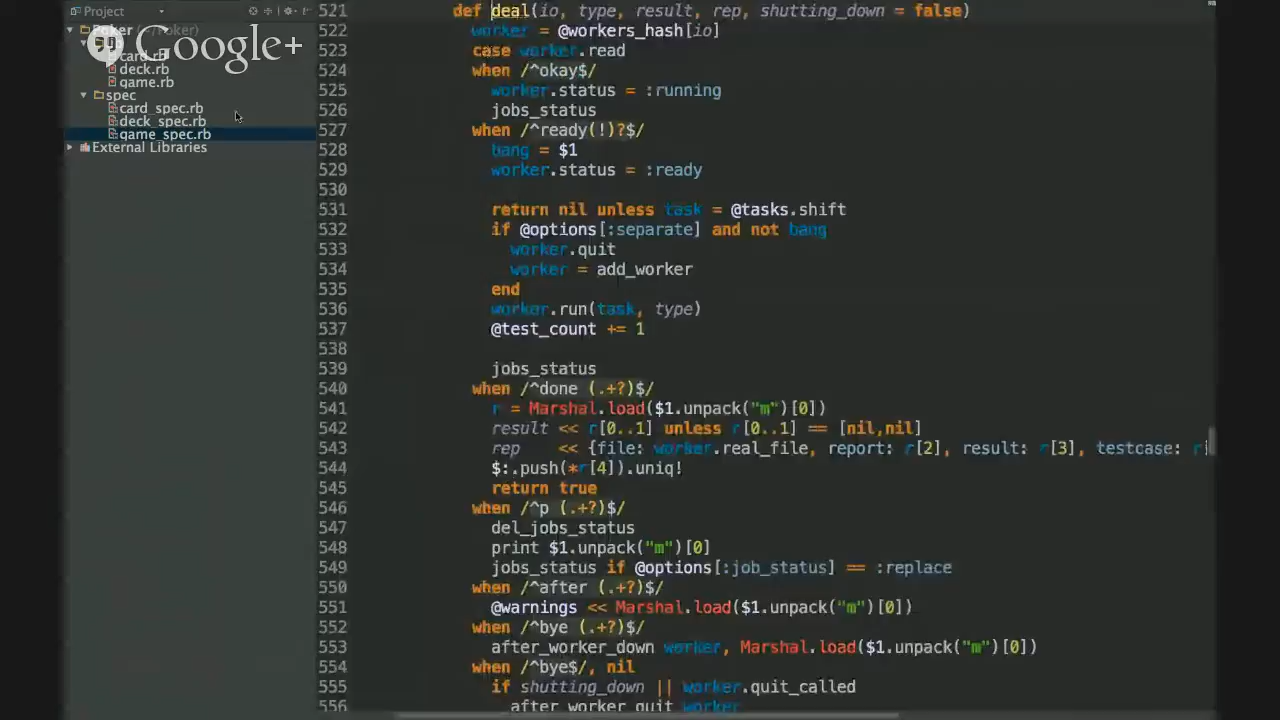 Project
Poker (~/Poker)
Google+
card.rb
deck.rb
game.rb
spec
card_spec.rb
deck_spec.rb
game_spec.rb
External Libraries
521 def deal(io, type, result, rep, shutting_down = false)
522 worker = @workers_hash[io]
523 case worker.read
524 when /^okay$/
525 worker.status = :running
526 jobs_status
527 when /^ready(!)?$/
528 bang = $1
529 worker.status = :ready
530
531 return nil unless task = @tasks.shift
532 if @options[:separate] and not bang
533 worker.quit
534 worker = add_worker
535 end
536 worker.run(task, type)
537 @test_count += 1
538
539 jobs_status
540 when /^done (.+?)$/
541 r = Marshal.load($1.unpack("m")[0])
542 result << r[0..1] unless r[0..1] == [nil,nil]
543 rep << {file: worker.real_file, report: r[2], result: r[3], testcase: r[
544 $:.push(*r[4]).uniq!
545 return true
546 when /^p (.+?)$/
547 del_jobs_status
548 print $1.unpack("m")[0]
549 jobs_status if @options[:job_status] == :replace
550 when /^after (.+?)$/
551 @warnings << Marshal.load($1.unpack("m")[0])
552 when /^bye (.+?)$/
553 after_worker_down worker, Marshal.load($1.unpack("m")[0])
554 when /^bye$/, nil
555 if shutting_down || worker.quit_called
556 after_worker_quit worker